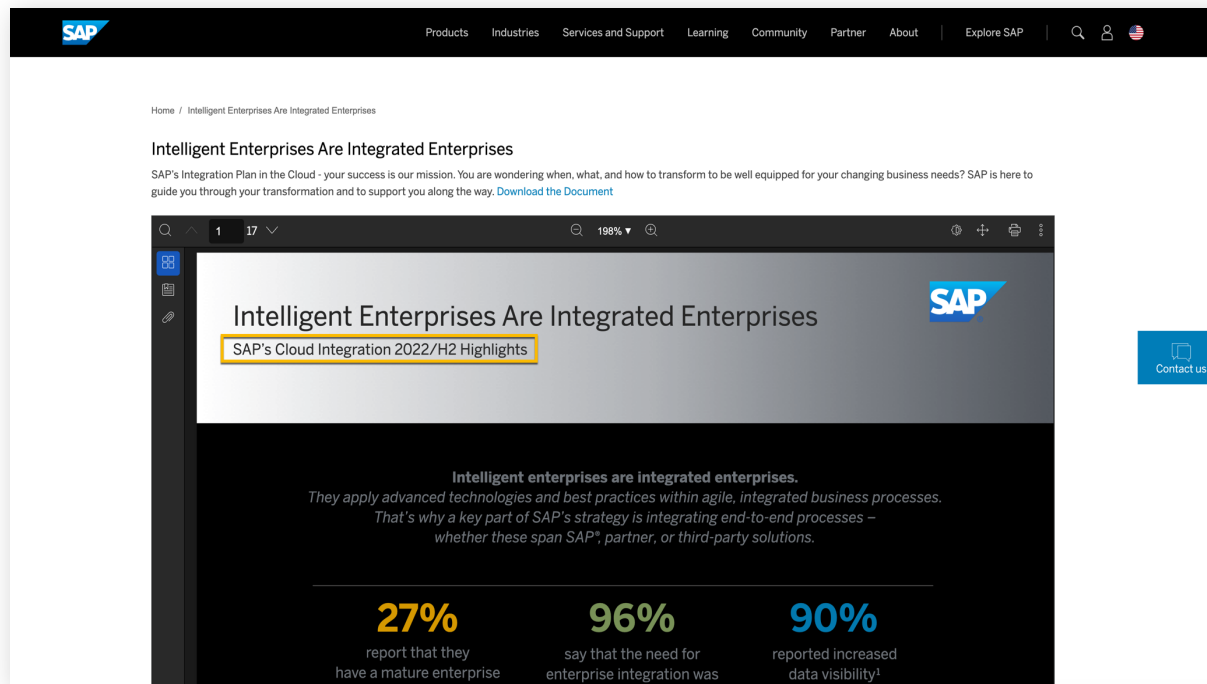 SAP
Products Industries Services and Support Learning Community Partner About Explore SAP
Home / Intelligent Enterprises Are Integrated Enterprises
Intelligent Enterprises Are Integrated Enterprises
SAP's Integration Plan in the Cloud - your success is our mission. You are wondering when, what, and how to transform to be well equipped for your changing business needs? SAP is here to
guide you through your transformation and to support you along the way. Download the Document
1 17 198%
Intelligent Enterprises Are Integrated Enterprises
SAP
SAP's Cloud Integration 2022/H2 Highlights
Contact us
Intelligent enterprises are integrated enterprises.
They apply advanced technologies and best practices within agile, integrated business processes.
That's why a key part of SAP's strategy is integrating end-to-end processes –
whether these span SAP®, partner, or third-party solutions.
27% 96% 90%
report that they say that the need for reported increased
have a mature enterprise enterprise integration was data visibility¹